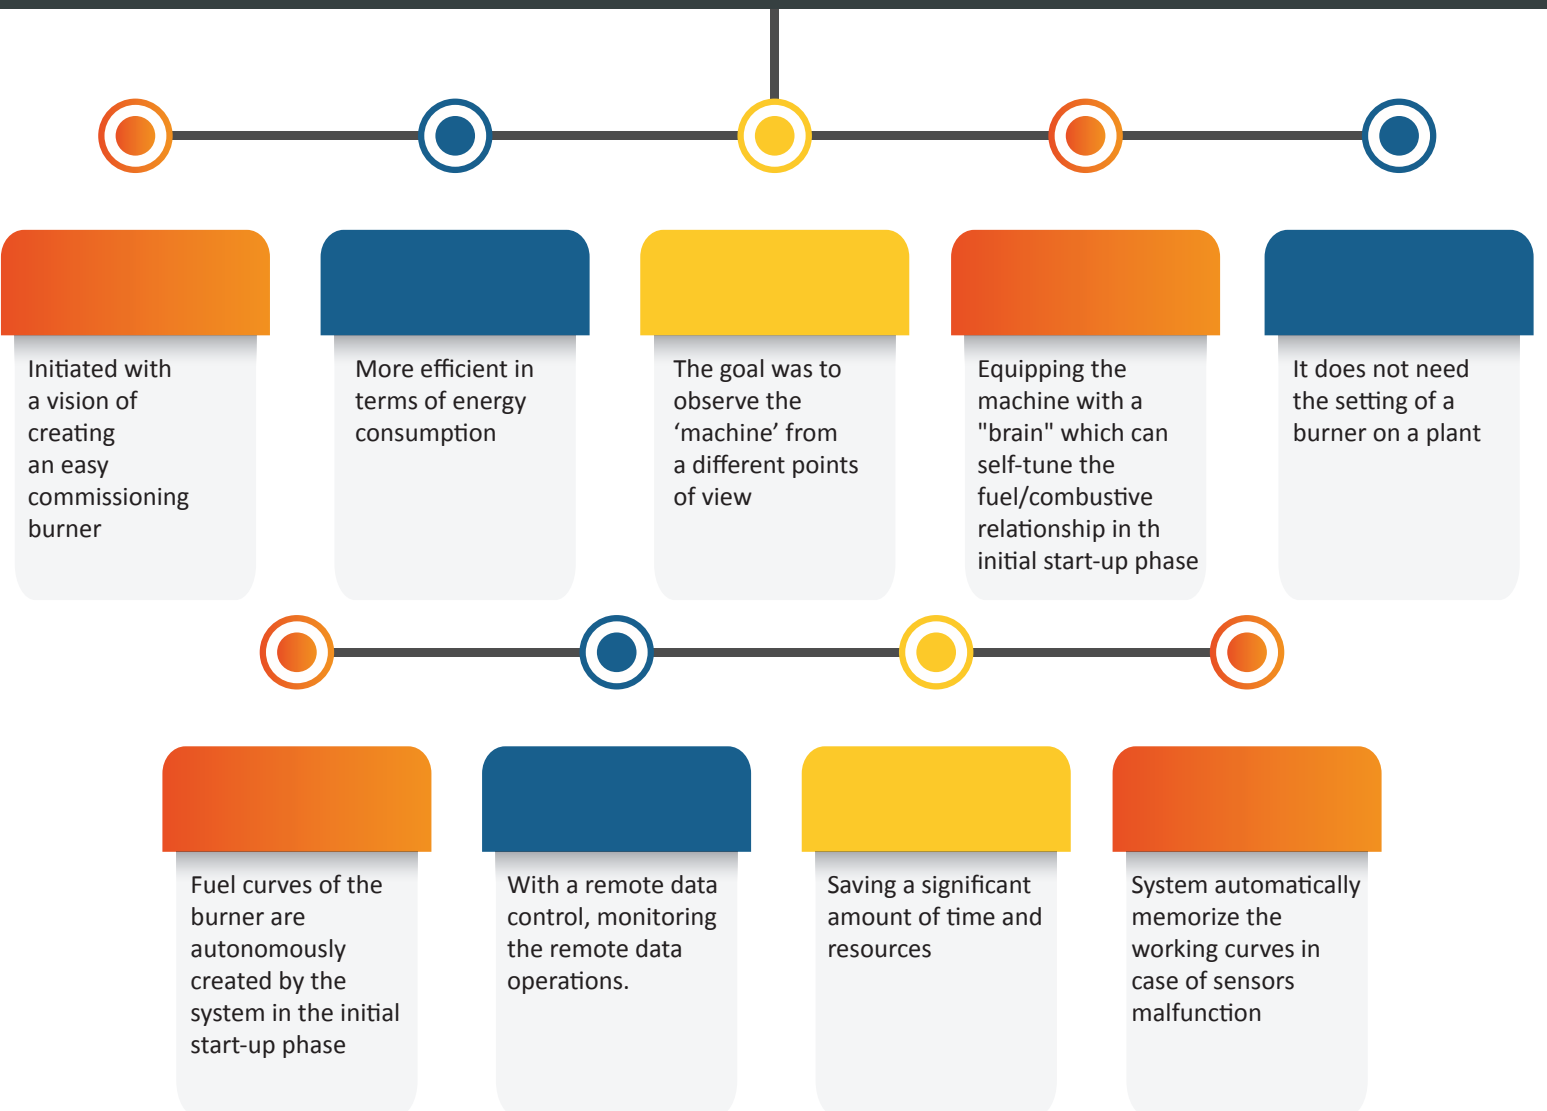 Initiated with
a vision of
creating
an easy
commissioning
burner
More efficient in
terms of energy
consumption
The goal was to
observe the
‘machine’ from
a different points
of view
Equipping the
machine with a
"brain" which can
self-tune the
fuel/combustive
relationship in th
initial start-up phase
It does not need
the setting of a
burner on a plant
Fuel curves of the
burner are
autonomously
created by the
system in the initial
start-up phase
With a remote data
control, monitoring
the remote data
operations.
Saving a significant
amount of time and
resources
System automatically
memorize the
working curves in
case of sensors
malfunction